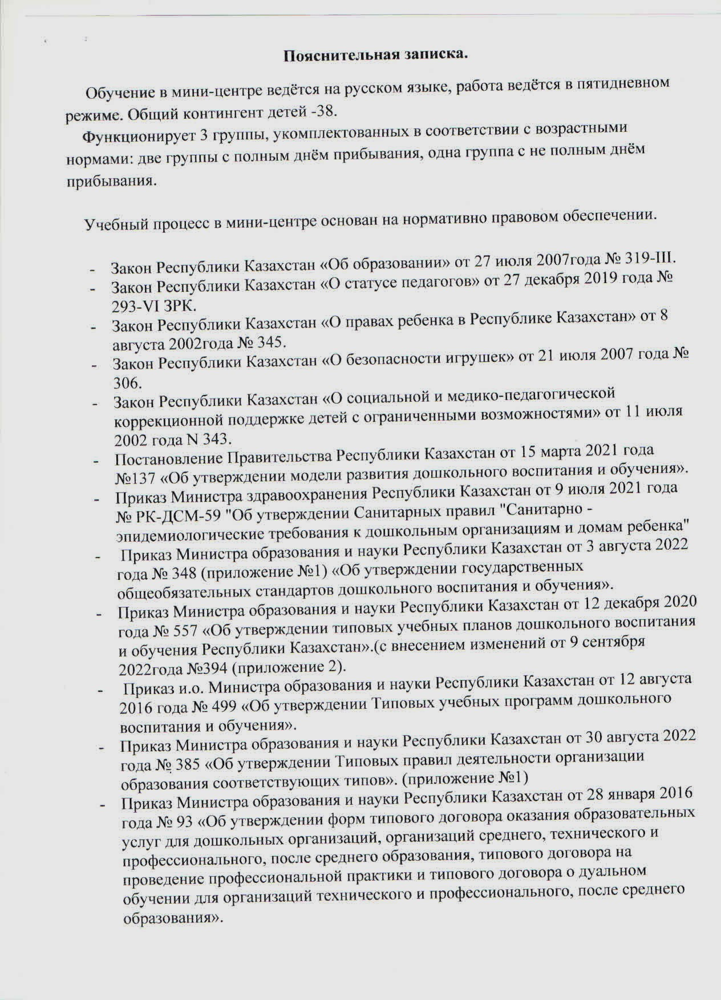 Пояснительная записка.
Обучение в мини-центре ведётся на русском языке, работа ведётся в пятидневном
режиме. Общий контингент детей -38.
Функционирует 3 группы, укомплектованных в соответствии с возрастными
нормами: две группы с полным днём прибывания, одна группа с не полным днём
прибывания.
Учебный процесс в мини-центре основан на нормативно правовом обеспечении.
- Закон Республики Казахстан «Об образовании» от 27 июля 2007года № 319-III.
- Закон Республики Казахстан «О статусе педагогов» от 27 декабря 2019 года №
293-VI ЗРК.
- Закон Республики Казахстан «О правах ребенка в Республике Казахстан» от 8
августа 2002года № 345.
- Закон Республики Казахстан «О безопасности игрушек» от 21 июля 2007 года №
306.
- Закон Республики Казахстан «О социальной и медико-педагогической
коррекционной поддержке детей с ограниченными возможностями» от 11 июля
2002 года N 343.
- Постановление Правительства Республики Казахстан от 15 марта 2021 года
№137 «Об утверждении модели развития дошкольного воспитания и обучения».
- Приказ Министра здравоохранения Республики Казахстан от 9 июля 2021 года
№ РК-ДСМ-59 "Об утверждении Санитарных правил "Санитарно -
эпидемиологические требования к дошкольным организациям и домам ребенка"
- Приказ Министра образования и науки Республики Казахстан от 3 августа 2022
года № 348 (приложение №1) «Об утверждении государственных
общеобязательных стандартов дошкольного воспитания и обучения».
- Приказ Министра образования и науки Республики Казахстан от 12 декабря 2020
года № 557 «Об утверждении типовых учебных планов дошкольного воспитания
и обучения Республики Казахстан».(с внесением изменений от 9 сентября
2022года №394 (приложение 2).
- Приказ и.о. Министра образования и науки Республики Казахстан от 12 августа
2016 года № 499 «Об утверждении Типовых учебных программ дошкольного
воспитания и обучения».
- Приказ Министра образования и науки Республики Казахстан от 30 августа 2022
года № 385 «Об утверждении Типовых правил деятельности организации
образования соответствующих типов». (приложение №1)
- Приказ Министра образования и науки Республики Казахстан от 28 января 2016
года № 93 «Об утверждении форм типового договора оказания образовательных
услуг для дошкольных организаций, организаций среднего, технического и
профессионального, после среднего образования, типового договора на
проведение профессиональной практики и типового договора о дуальном
обучении для организаций технического и профессионального, после среднего
образования».